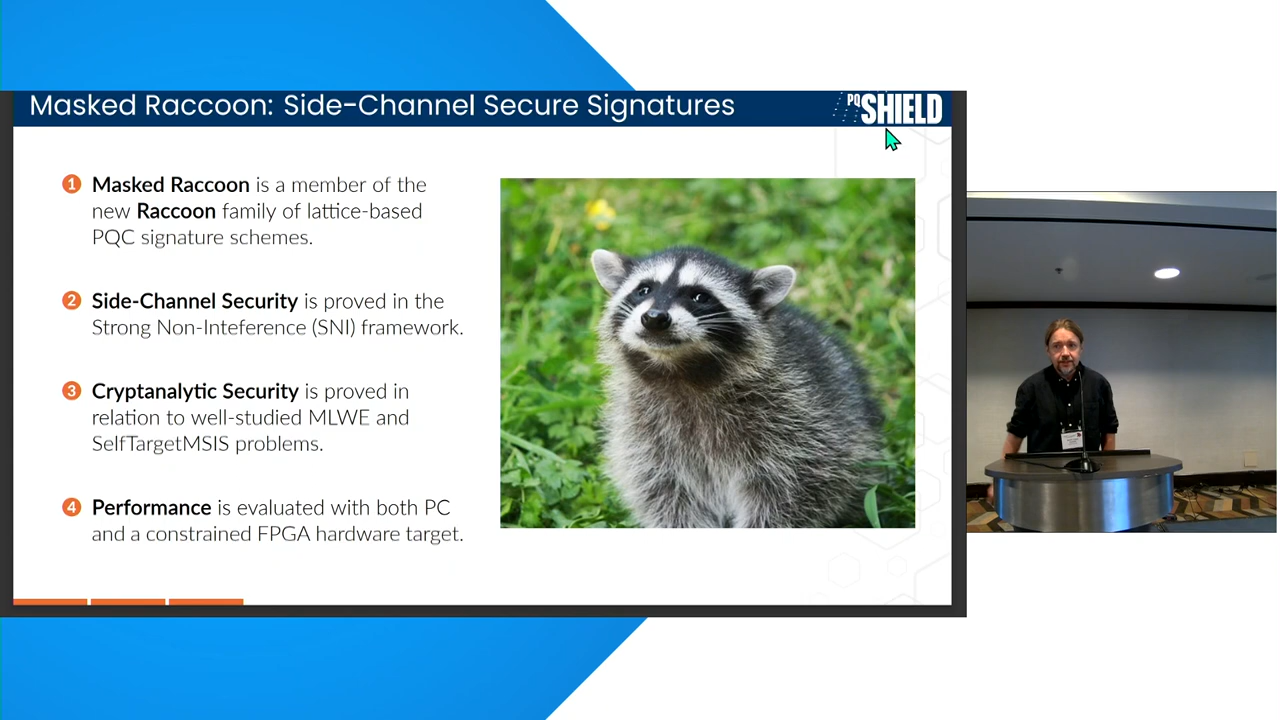 Masked Raccoon: Side-Channel Secure Signatures
PQSHIELD
1 Masked Raccoon is a member of the
new Raccoon family of lattice-based
PQC signature schemes.
2 Side-Channel Security is proved in the
Strong Non-Inteference (SNI) framework.
3 Cryptanalytic Security is proved in
relation to well-studied MLWE and
SelfTargetMSIS problems.
4 Performance is evaluated with both PC
and a constrained FPGA hardware target.